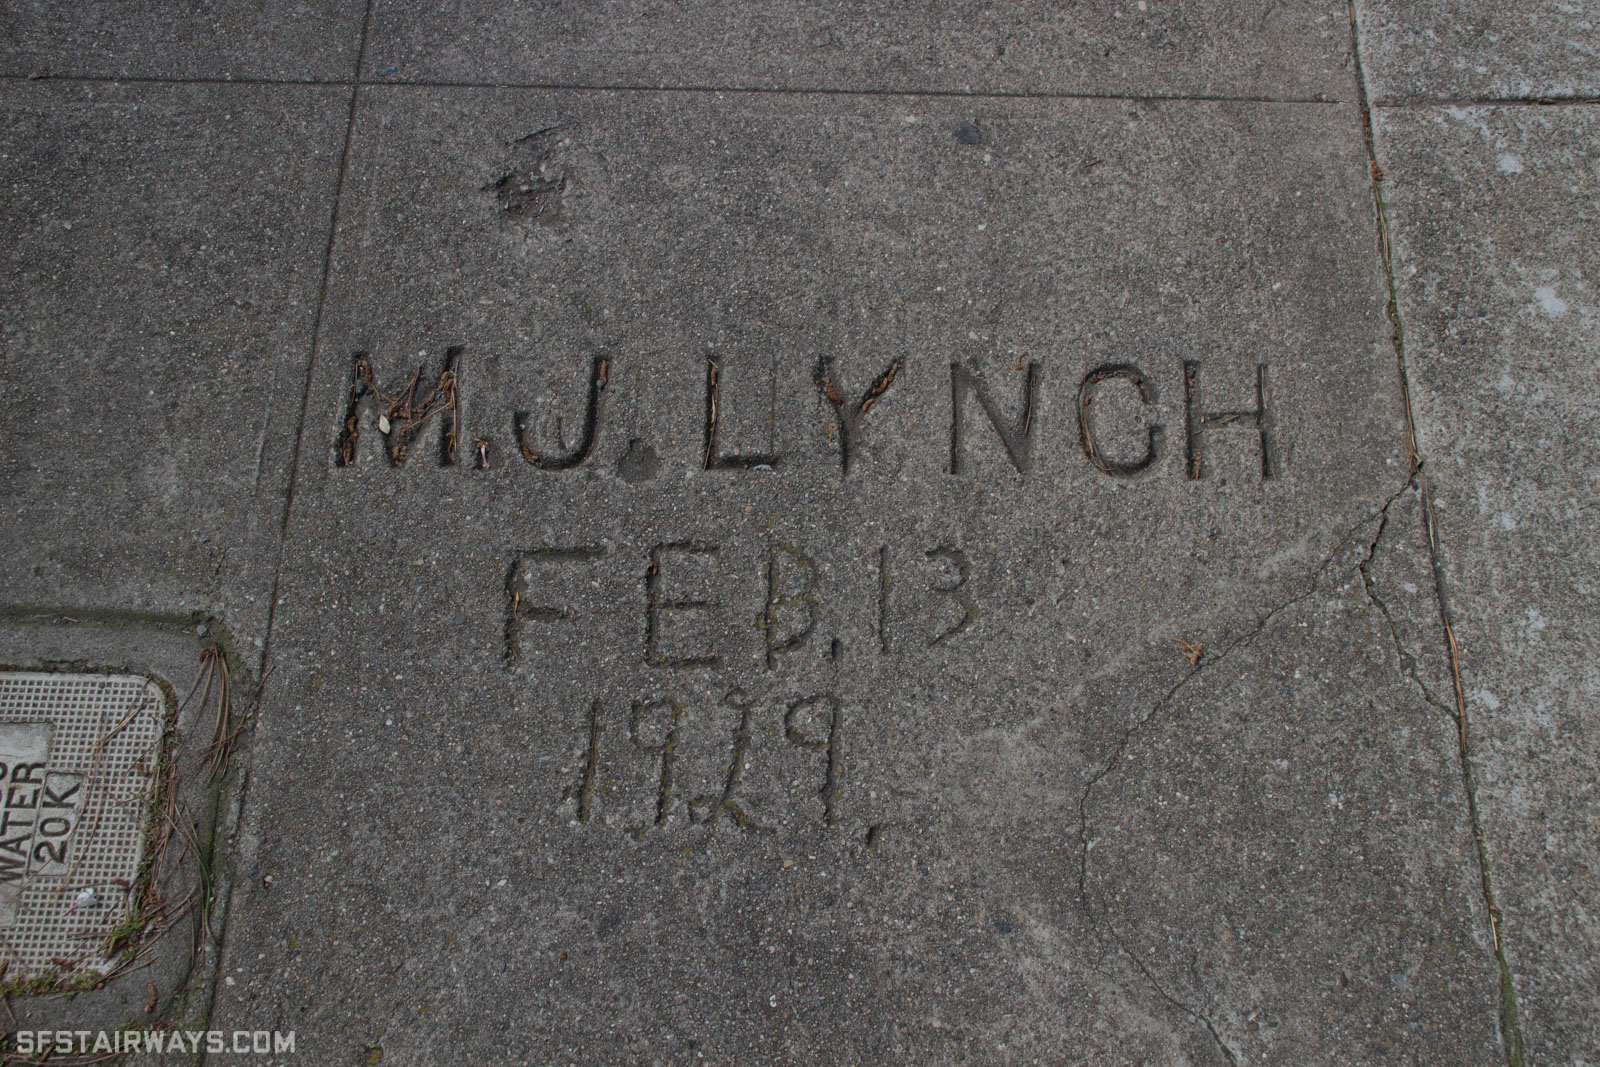 M.J. LYNCH
FEB. 13
1929.
WATER
20K
SFSTAIRWAYS.COM